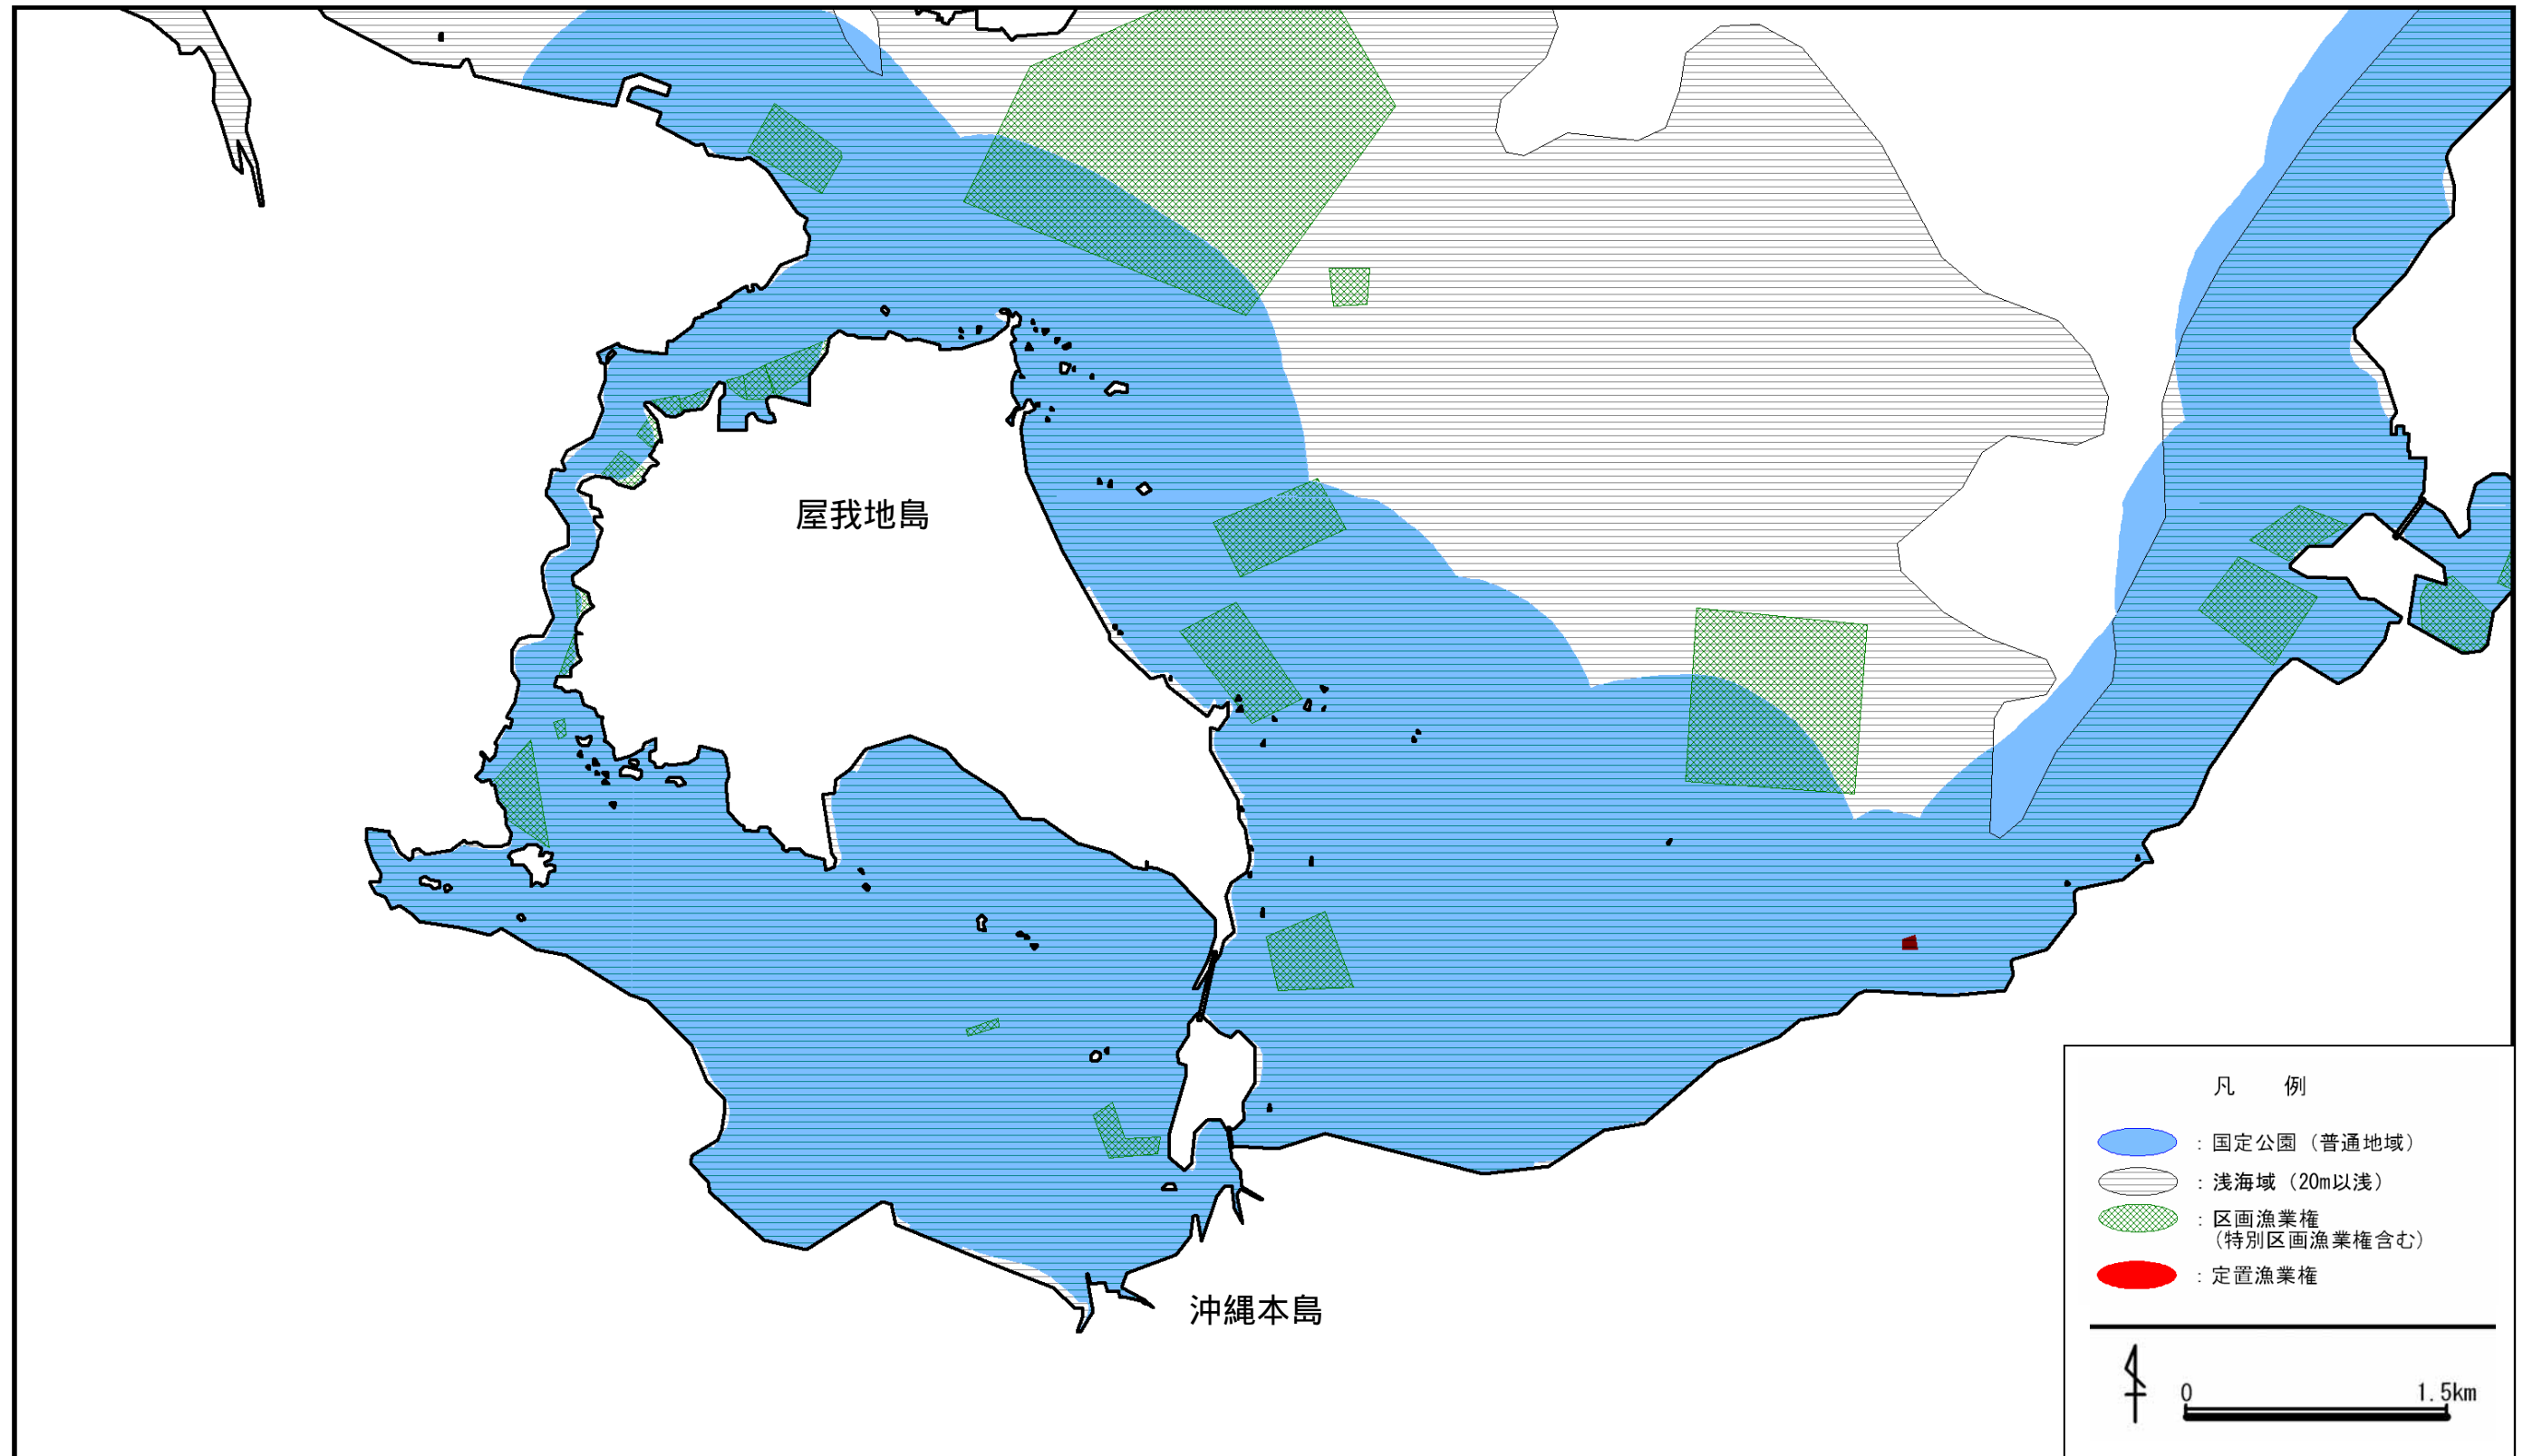 屋我地島
沖縄本島
凡　例
：国定公園（普通地域）
：浅海域（20m以浅）
：区画漁業権
（特別区画漁業権含む）
：定置漁業権
0 1.5km